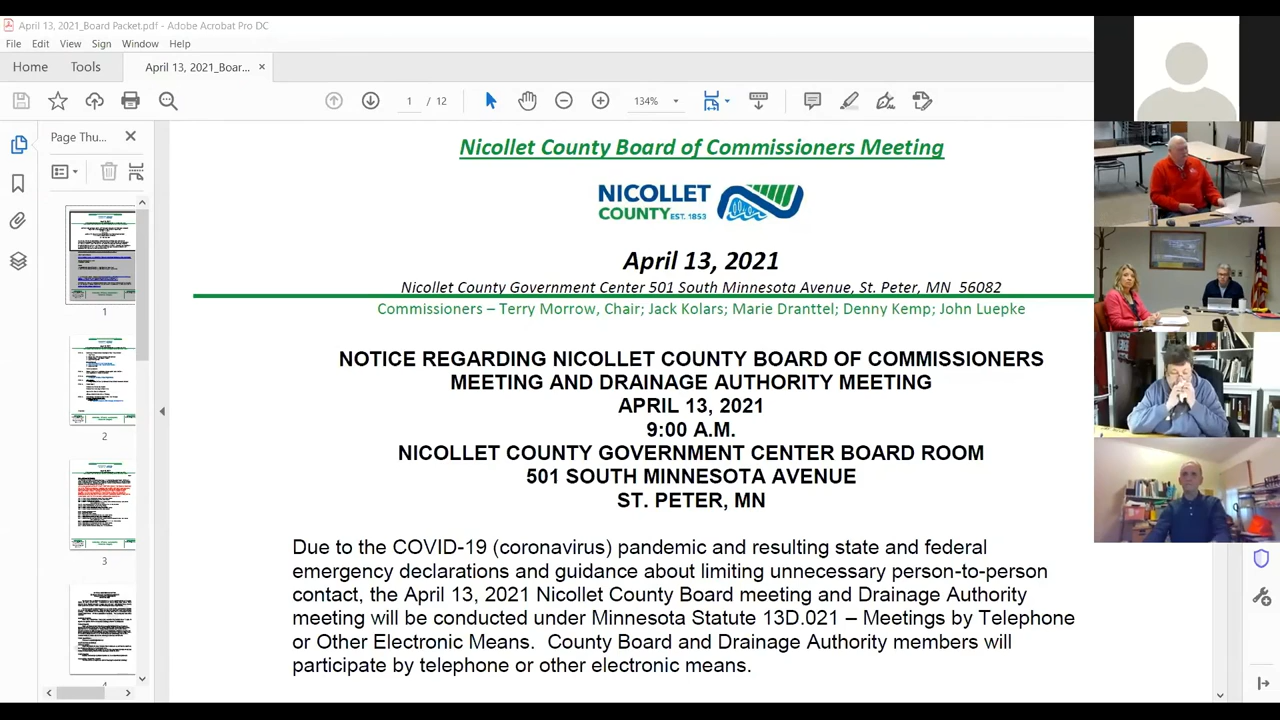 April 13, 2021_Board Packet.pdf - Adobe Acrobat Pro DC
File Edit View Sign Window Help
Home Tools April 13, 2021_Boar... ×
1 / 12 134%
Page Thu...
1
2
3
4
Nicollet County Board of Commissioners Meeting
NICOLLET
COUNTY EST. 1853
April 13, 2021
Nicollet County Government Center 501 South Minnesota Avenue, St. Peter, MN 56082
Commissioners – Terry Morrow, Chair; Jack Kolars; Marie Dranttel; Denny Kemp; John Luepke
NOTICE REGARDING NICOLLET COUNTY BOARD OF COMMISSIONERS
MEETING AND DRAINAGE AUTHORITY MEETING
APRIL 13, 2021
9:00 A.M.
NICOLLET COUNTY GOVERNMENT CENTER BOARD ROOM
501 SOUTH MINNESOTA AVENUE
ST. PETER, MN
Due to the COVID-19 (coronavirus) pandemic and resulting state and federal
emergency declarations and guidance about limiting unnecessary person-to-person
contact, the April 13, 2021 Nicollet County Board meeting and Drainage Authority
meeting will be conducted under Minnesota Statute 13D.021 – Meetings by Telephone
or Other Electronic Means. County Board and Drainage Authority members will
participate by telephone or other electronic means.